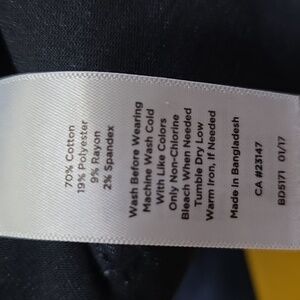 70% Cotton
19% Polyester
9% Rayon
2% Spandex
Wash Before Wearing
Machine Wash Cold
With Like Colors
Only Non-Chlorine
Bleach When Needed
Tumble Dry Low
Warm Iron, If Needed
Made in Bangladesh
CA #23147
BD5171 01/17